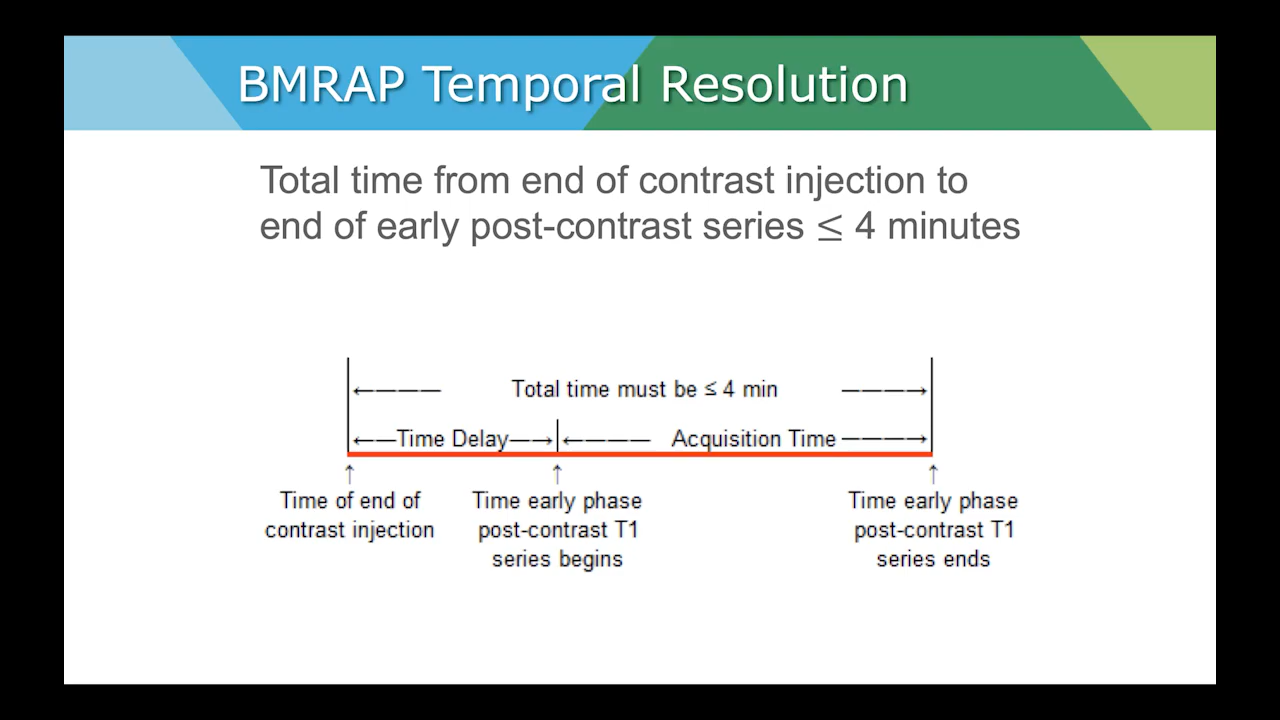 BMRAP Temporal Resolution
Total time from end of contrast injection to
end of early post-contrast series ≤ 4 minutes
Total time must be ≤ 4 min
Time Delay
Acquisition Time
Time of end of
contrast injection
Time early phase
post-contrast T1
series begins
Time early phase
post-contrast T1
series ends